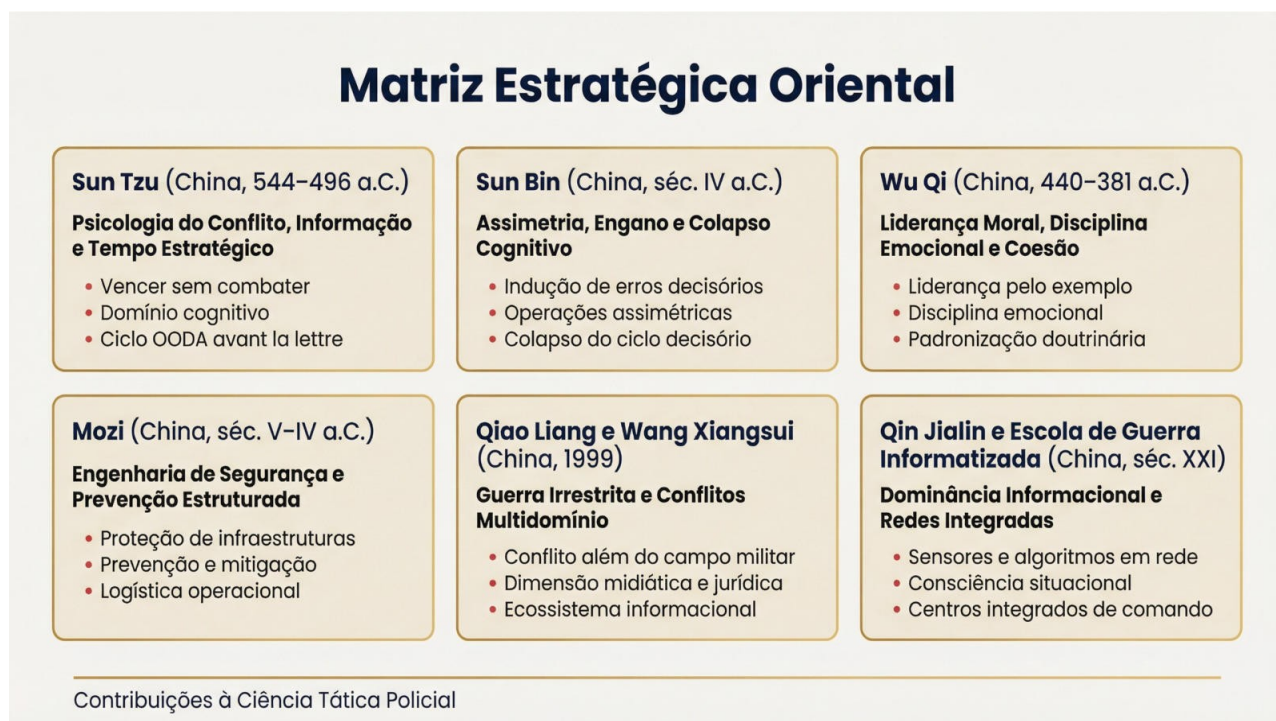 Matriz Estratégica Oriental
Sun Tzu (China, 544–496 a.C.)
Psicologia do Conflito, Informação
e Tempo Estratégico
• Vencer sem combater
• Domínio cognitivo
• Ciclo OODA avant la lettre
Sun Bin (China, séc. IV a.C.)
Assimetria, Engano e Colapso
Cognitivo
• Indução de erros decisórios
• Operações assimétricas
• Colapso do ciclo decisório
Wu Qi (China, 440–381 a.C.)
Liderança Moral, Disciplina
Emocional e Coesão
• Liderança pelo exemplo
• Disciplina emocional
• Padronização doutrinária
Mozi (China, séc. V–IV a.C.)
Engenharia de Segurança e
Prevenção Estruturada
• Proteção de infraestruturas
• Prevenção e mitigação
• Logística operacional
Qiao Liang e Wang Xiangsui
(China, 1999)
Guerra Irrestrita e Conflitos
Multidomínio
• Conflito além do campo militar
• Dimensão midiática e jurídica
• Ecossistema informacional
Qin Jialin e Escola de Guerra
Informatizada (China, séc. XXI)
Dominância Informacional e
Redes Integradas
• Sensores e algoritmos em rede
• Consciência situacional
• Centros integrados de comando
Contribuições à Ciência Tática Policial